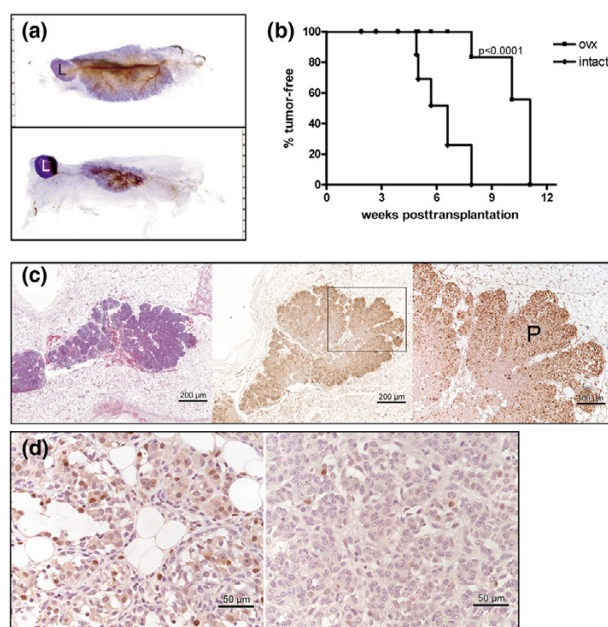 (a)
L
L
(b)
100
80
60
40
20
0
% tumor-free
p<0.0001
ovx
intact
0 3 6 9 12
weeks posttransplantation
(c)
200 µm
200 µm
P
100 µm
(d)
50 µm
50 µm